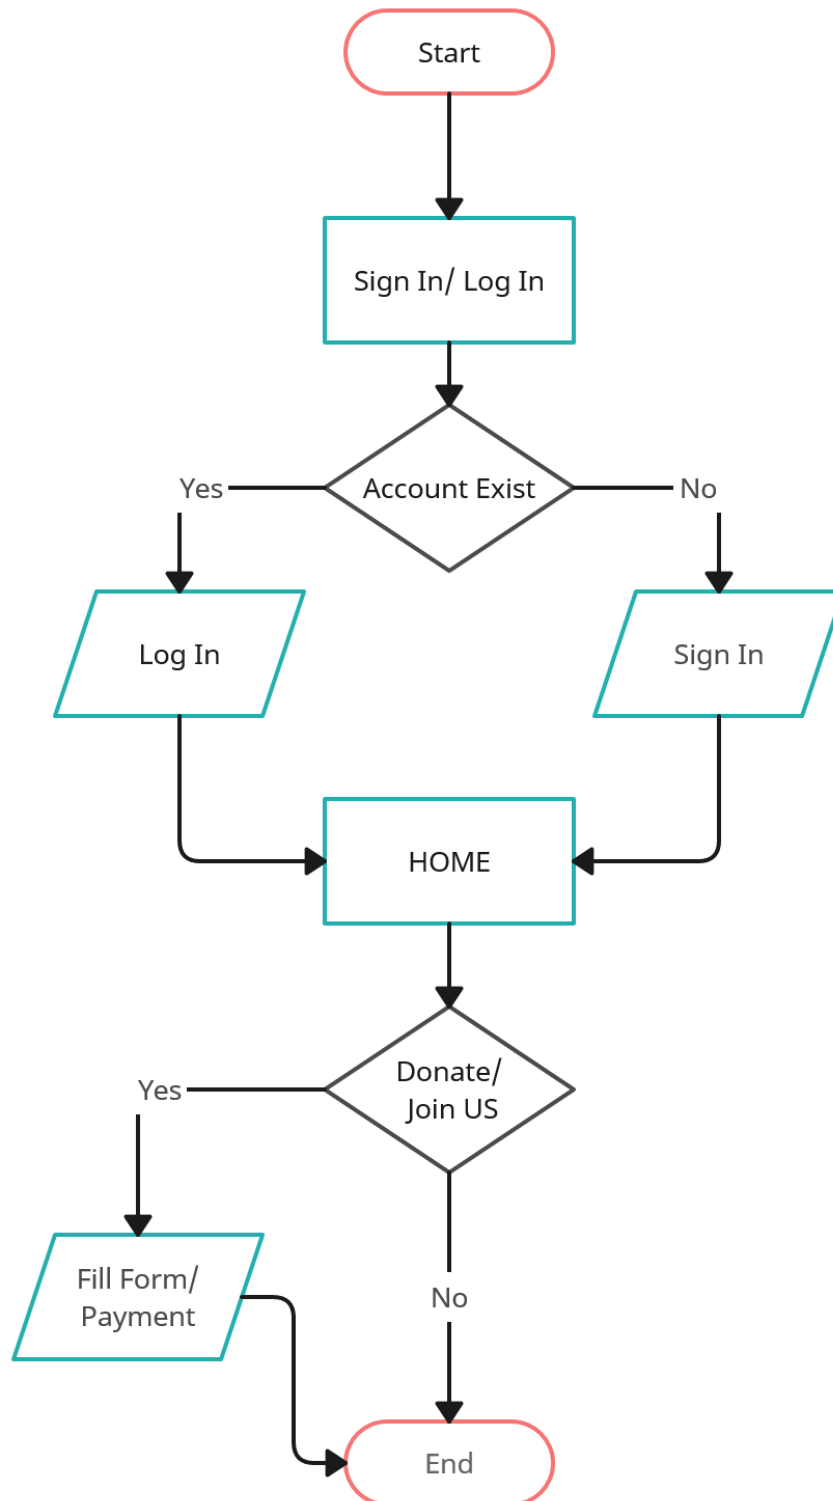 Start
Sign In/ Log In
Account Exist
Yes
No
Log In
Sign In
HOME
Donate/
Join US
Yes
Fill Form/
Payment
No
End